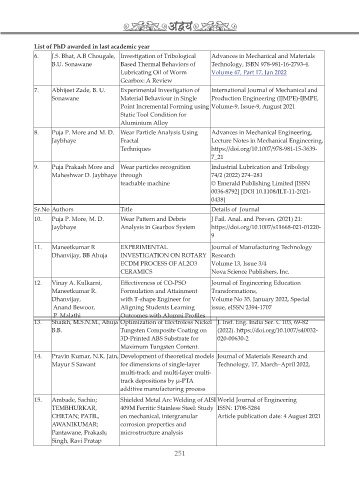 अद्वय
List of PhD awarded in last academic year
6. J.S. Bhat, A B Chougale, Investigation of Tribological Advances in Mechanical and Materials
B.U. Sonawane Based Thermal Behaviors of Technology, ISBN 978-981-16-2793-4.
Lubricating Oil of Worm Volume 47, Part 17, Jan 2022
Gearbox: A Review
7. Abhijeet Zade, B. U. Experimental Investigation of International Journal of Mechanical and
Sonawane Material Behaviour in Single Production Engineering (IJMPE)-IJMPE,
Point Incremental Forming using Volume-9, Issue-9, August 2021
Static Tool Condition for
Aluminium Alloy
8. Puja P. More and M. D. Wear Particle Analysis Using Advances in Mechanical Engineering,
Jaybhaye Fractal Lecture Notes in Mechanical Engineering,
Techniques https://doi.org/10.1007/978-981-15-3639-
7_21
9. Puja Prakash More and Wear particles recognition Industrial Lubrication and Tribology
Maheshwar D. Jaybhaye through 74/2 (2022) 274–281
teachable machine © Emerald Publishing Limited [ISSN
0036-8792] [DOI 10.1108/ILT-11-2021-
0438]
Sr.No Authors Title Details of Journal
10. Puja P. More, M. D. Wear Pattern and Debris J Fail. Anal. and Preven. (2021) 21:
Jaybhaye Analysis in Gearbox System https://doi.org/10.1007/s11668-021-01220-
9
11. Maneetkumar R EXPERIMENTAL Journal of Manufacturing Technology
Dhanvijay, BB Ahuja INVESTIGATION ON ROTARY Research
ECDM PROCESS OF AL2O3 Volume 13, Issue 3/4
CERAMICS Nova Science Publishers, Inc.
12. Vinay A. Kulkarni, Effectiveness of CO-PSO Journal of Engineering Education
Maneetkumar R. Formulation and Attainment Transformations,
Dhanvijay, with T-shape Engineer for Volume No 35. January 2022, Special
Anand Bewoor, Aligning Students Learning issue, eISSN 2394-1707
P. Malathi Outcomes with Alumni Profiles
13. Shaikh, M.S.N.M., Ahuja Optimization of Electroless Nickel J. Inst. Eng. India Ser. C 103, 69–82
B.B. Tungsten Composite Coating on (2022). https://doi.org/10.1007/s40032-
3D-Printed ABS Substrate for 020-00630-2
Maximum Tungsten Content
14. Pravin Kumar, N.K. Jain, Development of theoretical models Journal of Materials Research and
Mayur S Sawant for dimensions of single-layer Technology, 17, March–April 2022,
multi-track and multi-layer multi-
track depositions by μ-PTA
additive manufacturing process
15. Ambade, Sachin; Shielded Metal Arc Welding of AISI World Journal of Engineering
TEMBHURKAR, 409M Ferritic Stainless Steel: Study ISSN: 1708-5284
CHETAN; PATIL, on mechanical, intergranular Article publication date: 4 August 2021
AWANIKUMAR; corrosion properties and
Pantawane, Prakash; microstructure analysis
Singh, Ravi Pratap
251